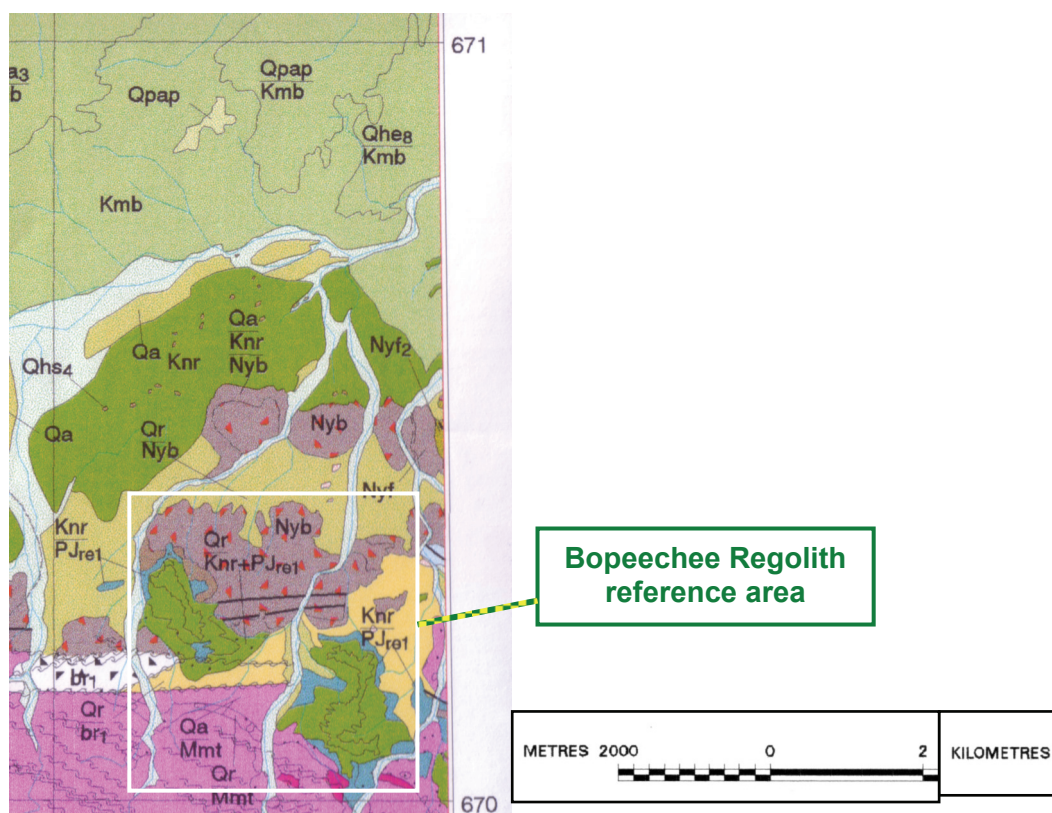 671
a3
b
Qpap
Qpap
Kmb
Qhe8
Kmb
Kmb
Qa
Knr
Nyb
Qa
Knr
Nyf2
Qhs4
Qa
Qr
Nyb
Nyb
Nyf
Knr
PJre1
Qr
Knr+PJre1
Nyb
Knr
PJre1
Bopeechee Regolith
reference area
br1
Qr
br1
Qa
Mmt
Qr
Mmt
670
METRES 2000 0 2 KILOMETRES